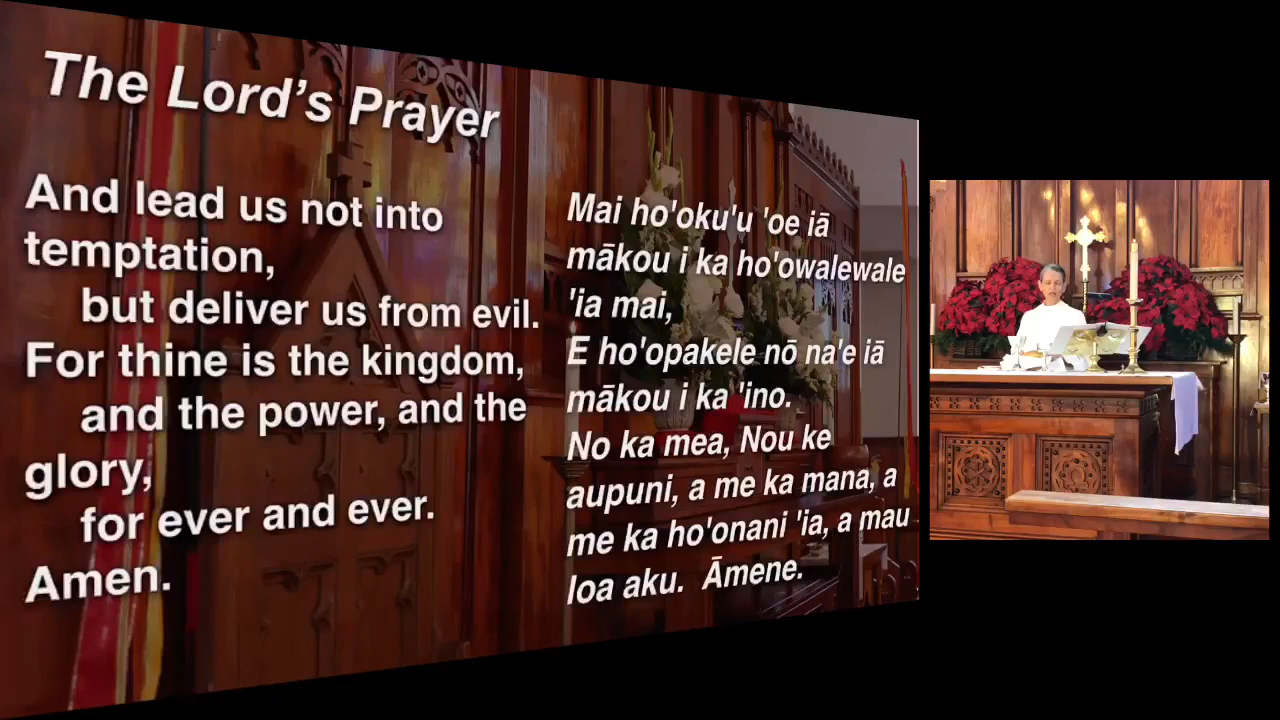 The Lord's Prayer
And lead us not into
temptation,
but deliver us from evil.
For thine is the kingdom,
and the power, and the
glory,
for ever and ever.
Amen.
Mai ho'oku'u 'oe iā
mākou i ka ho'owalewale
'ia mai,
E ho'opakele nō na'e iā
mākou i ka 'ino.
No ka mea, Nou ke
aupuni, a me ka mana, a
me ka ho'onani 'ia, a mau
loa aku. Āmene.